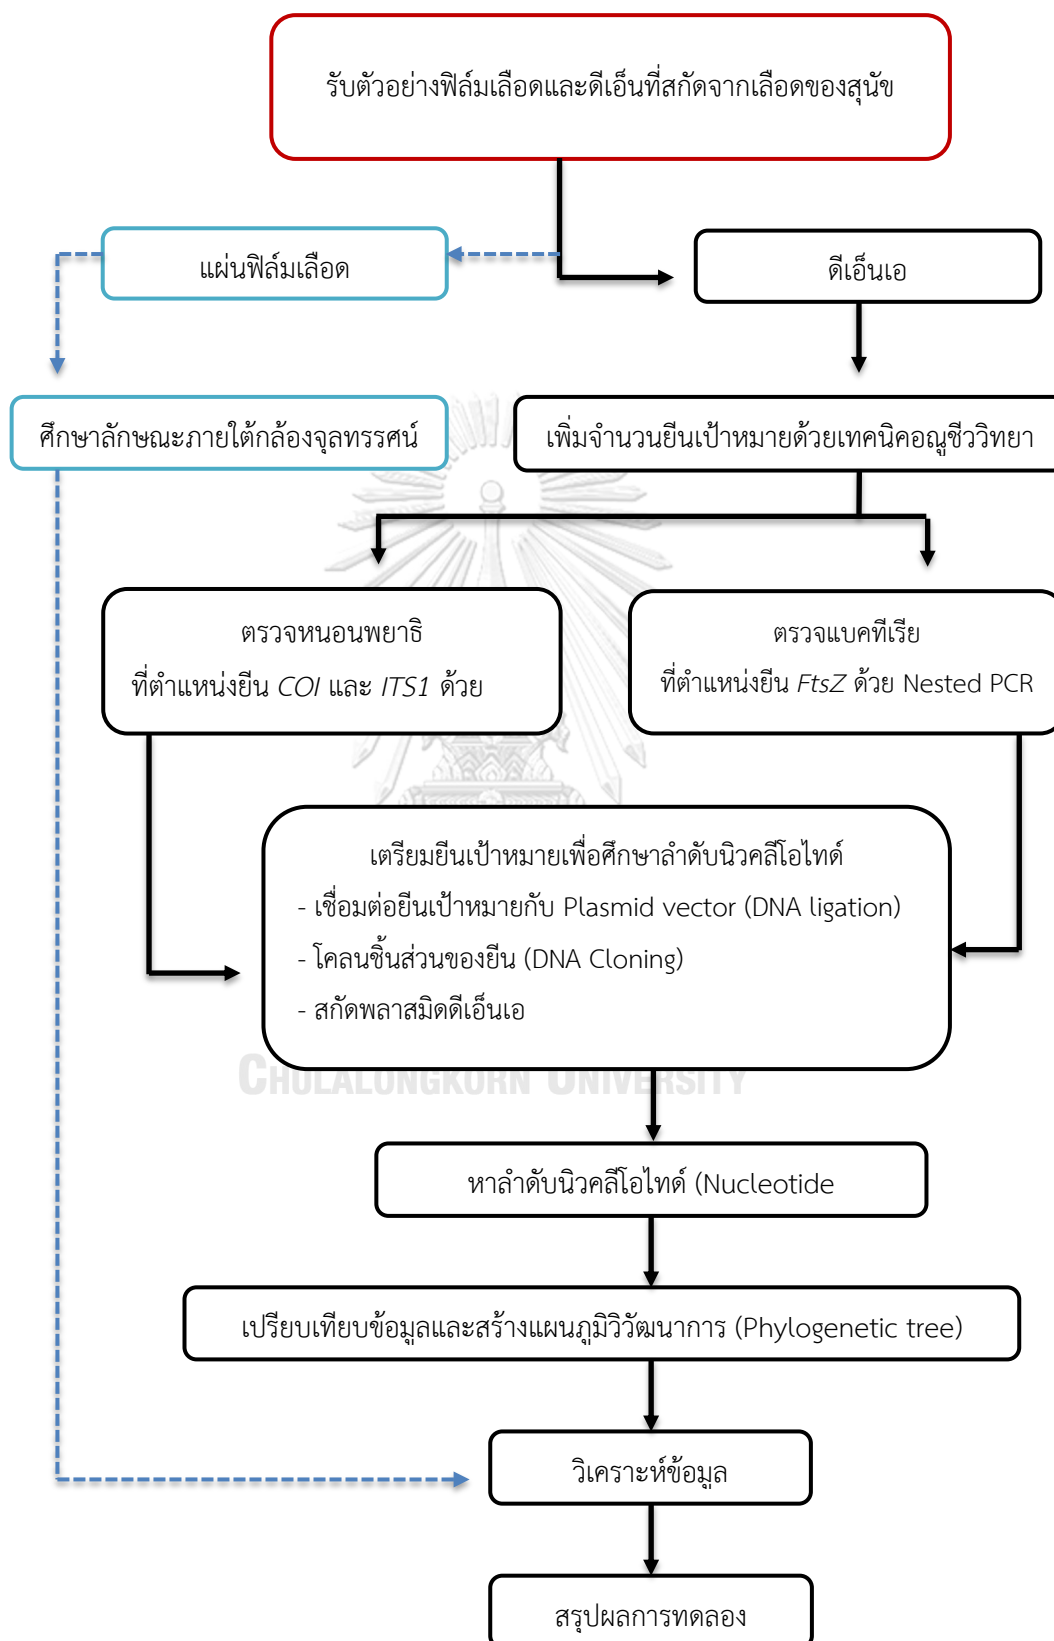 รับตัวอย่างฟิล์มเลือดและดีเอ็นที่สกัดจากเลือดของสุนัข
แผ่นฟิล์มเลือด
ดีเอ็นเอ
ศึกษาลักษณะภายใต้กล้องจุลทรรศน์
เพิ่มจำนวนยีนเป้าหมายด้วยเทคนิคอณูชีววิทยา
ตรวจหนอนพยาธิ
ที่ตำแหน่งยีน COI และ ITS1 ด้วย
ตรวจแบคทีเรีย
ที่ตำแหน่งยีน FtsZ ด้วย Nested PCR
เตรียมยีนเป้าหมายเพื่อศึกษาลำดับนิวคลีโอไทด์
- เชื่อมต่อยีนเป้าหมายกับ Plasmid vector (DNA ligation)
- โคลนชิ้นส่วนของยีน (DNA Cloning)
- สกัดพลาสมิดดีเอ็นเอ
CHULALONGKORN UNIVERSITY
หาลำดับนิวคลีโอไทด์ (Nucleotide
เปรียบเทียบข้อมูลและสร้างแผนภูมิวิวัฒนาการ (Phylogenetic tree)
วิเคราะห์ข้อมูล
สรุปผลการทดลอง